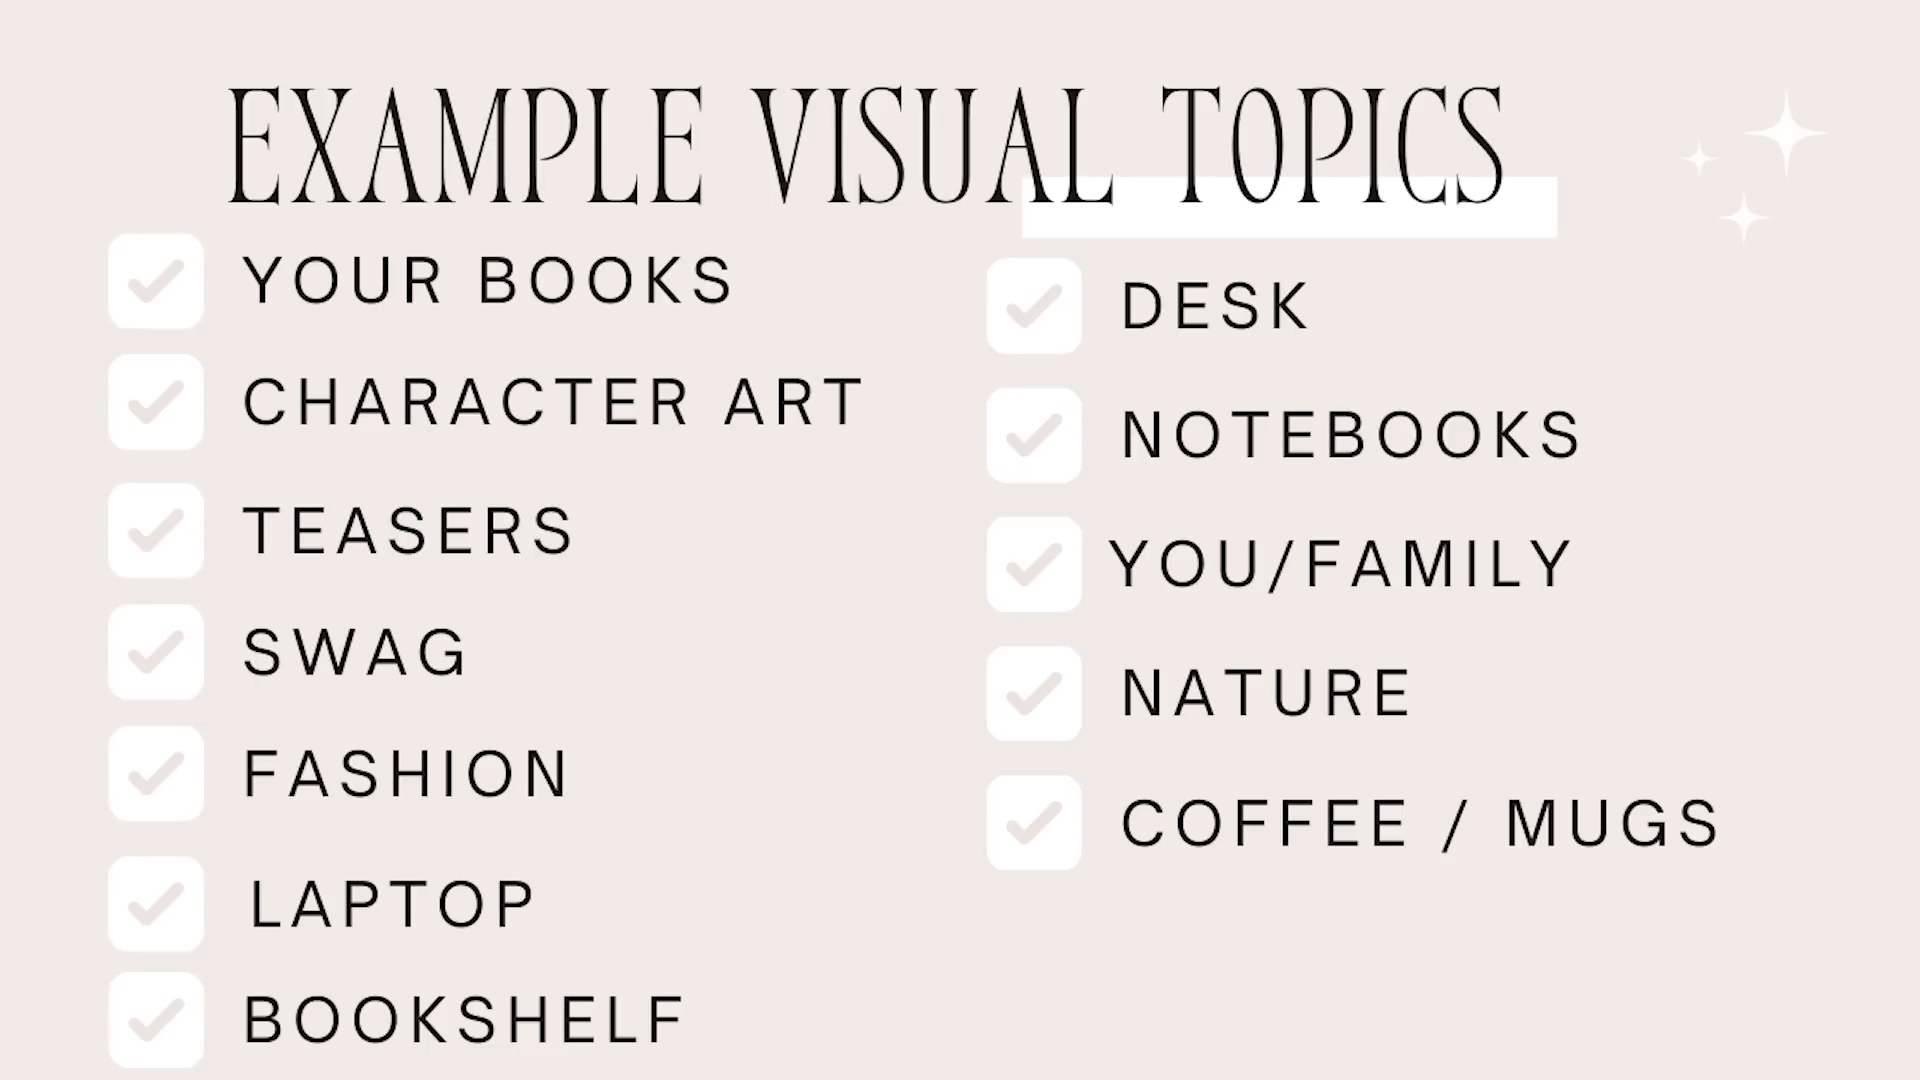 EXAMPLE VISUAL TOPICS
YOUR BOOKS
CHARACTER ART
TEASERS
SWAG
FASHION
LAPTOP
BOOKSHELF
DESK
NOTEBOOKS
YOU/FAMILY
NATURE
COFFEE / MUGS